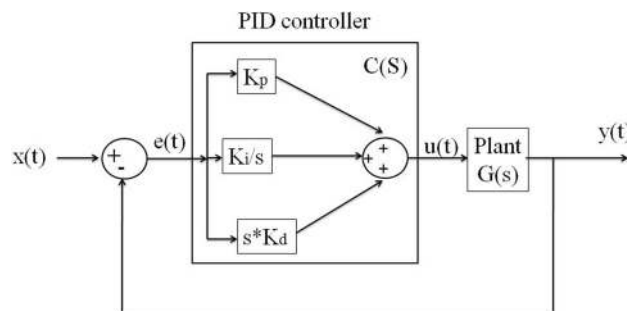 PID controller
C(S)
Kp
x(t)
+
-
e(t)
Ki/s
+
+
+
u(t)
Plant
G(s)
y(t)
s*Kd